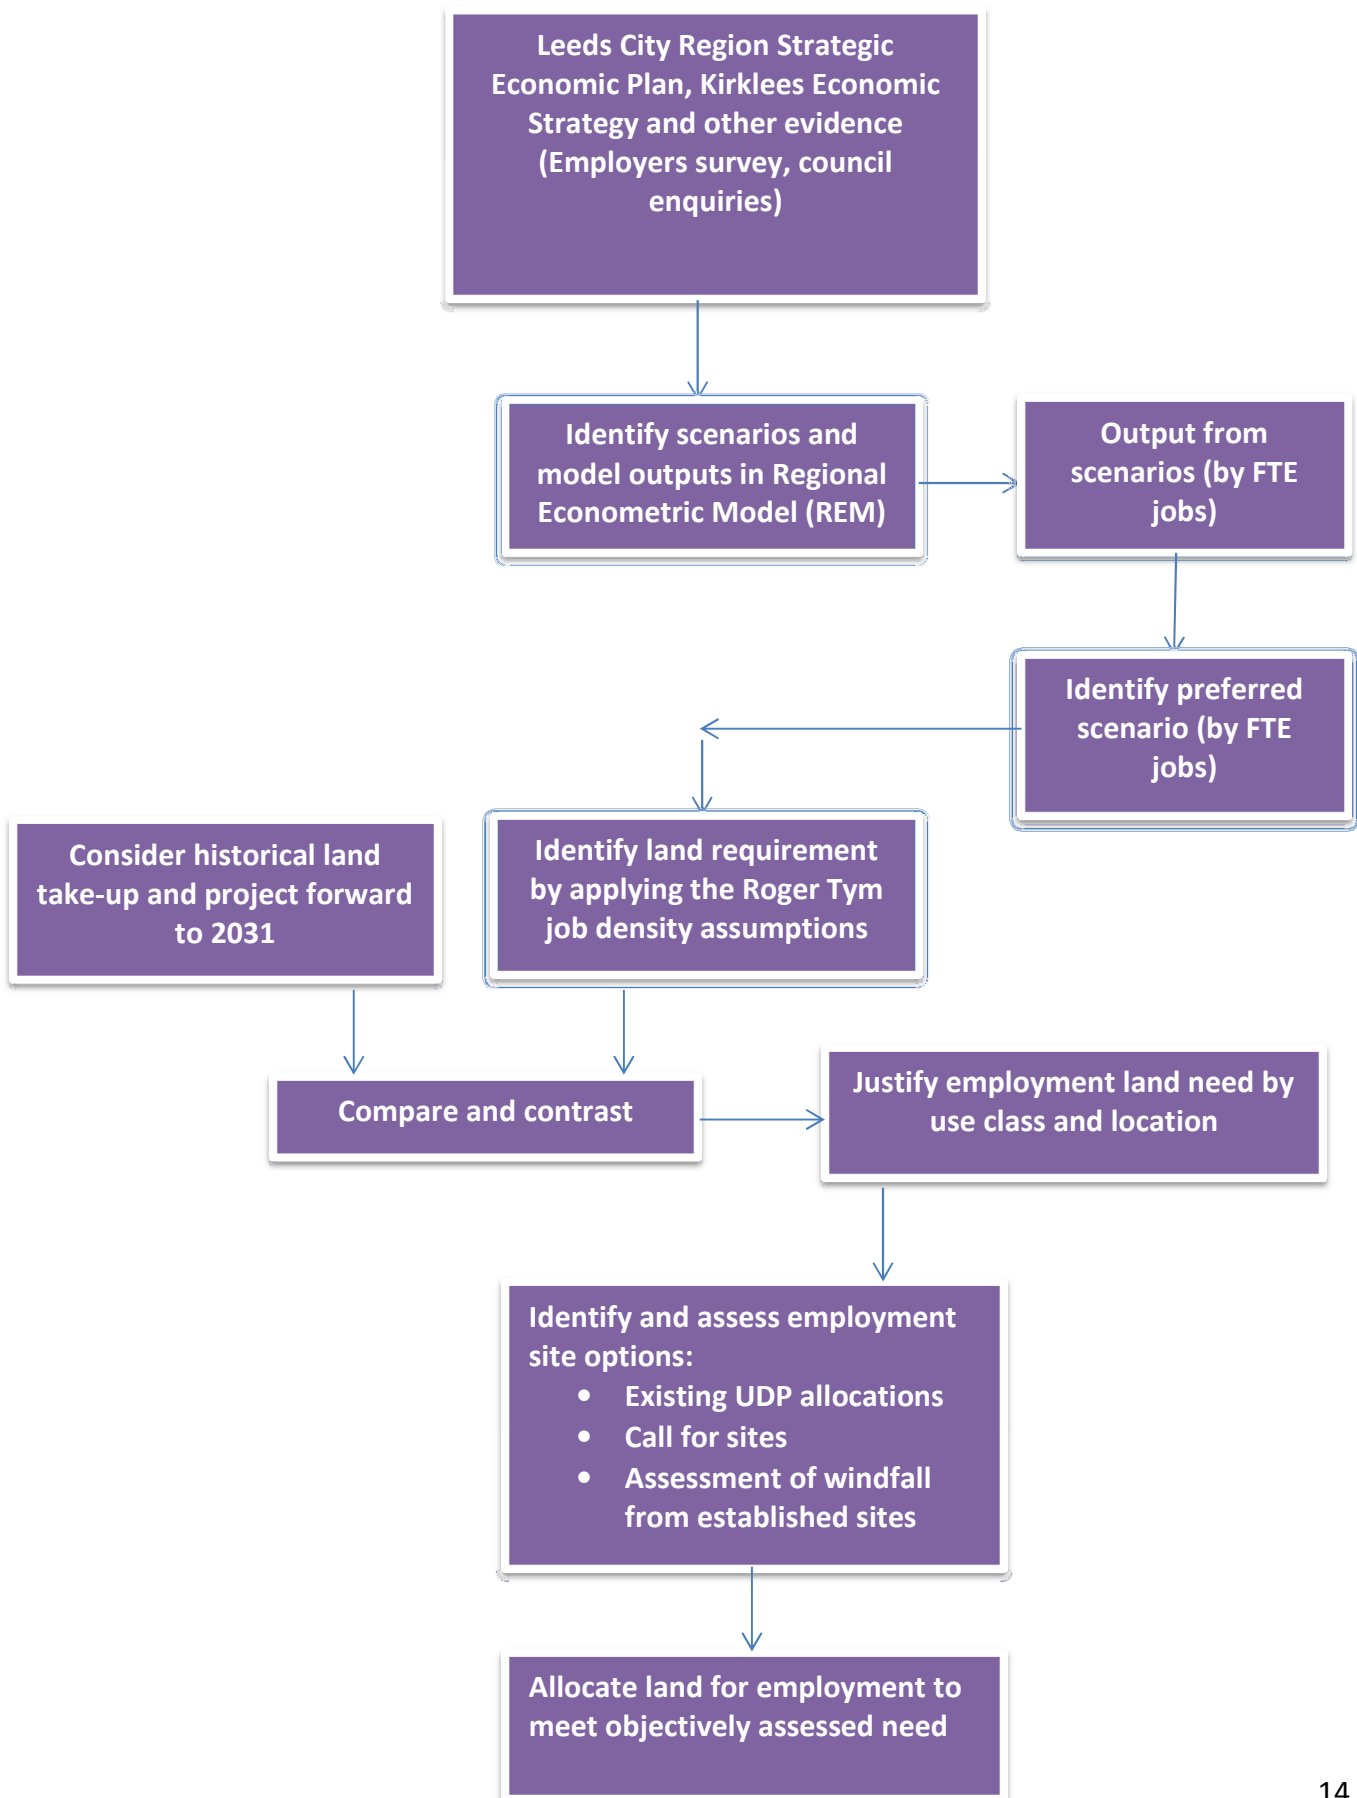 Leeds City Region Strategic
Economic Plan, Kirklees Economic
Strategy and other evidence
(Employers survey, council
enquiries)
Identify scenarios and
model outputs in Regional
Econometric Model (REM)
Output from
scenarios (by FTE
jobs)
Identify preferred
scenario (by FTE
jobs)
Consider historical land
take-up and project forward
to 2031
Identify land requirement
by applying the Roger Tym
job density assumptions
Compare and contrast
Justify employment land need by
use class and location
Identify and assess employment
site options:
• Existing UDP allocations
• Call for sites
• Assessment of windfall
from established sites
Allocate land for employment to
meet objectively assessed need
14